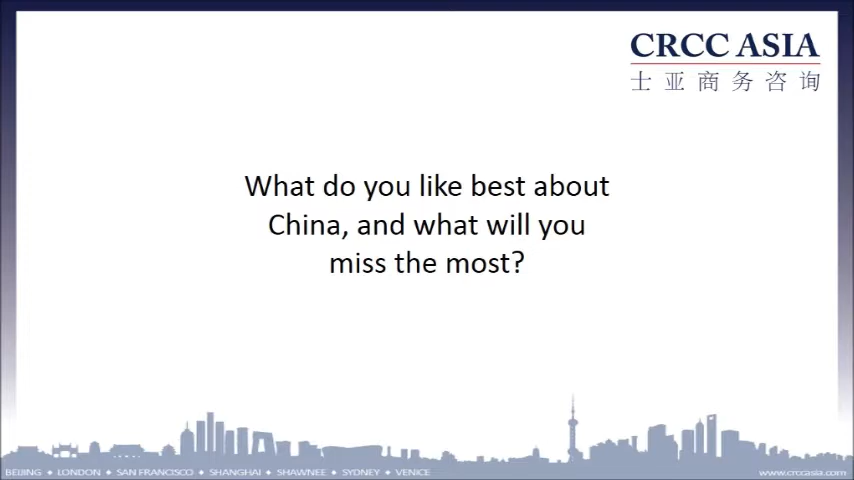 CRCC ASIA
士亚商务咨询
What do you like best about
China, and what will you
miss the most?
BEIJING ♦ LONDON ♦ SAN FRANCISCO ♦ SHANGHAI ♦ SHAWNEE ♦ SYDNEY ♦ VENICE
www.crccasia.com